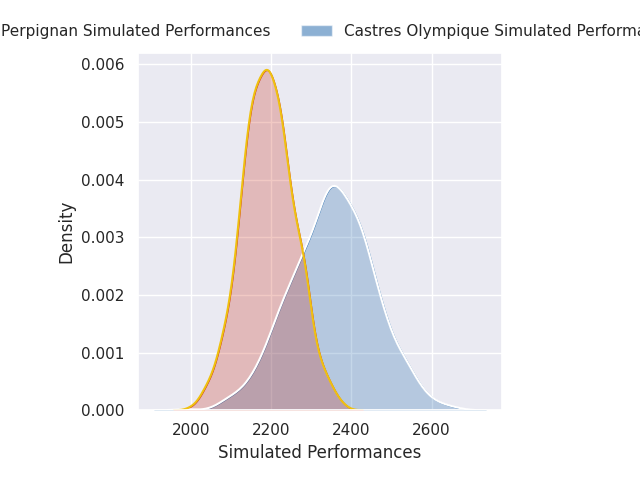 Perpignan Simulated Performances Castres Olympique Simulated
0.006
0.005
0.004
0.003
0.002
0.001
0.000
Density
2000 2200 2400 2600
Simulated Performances